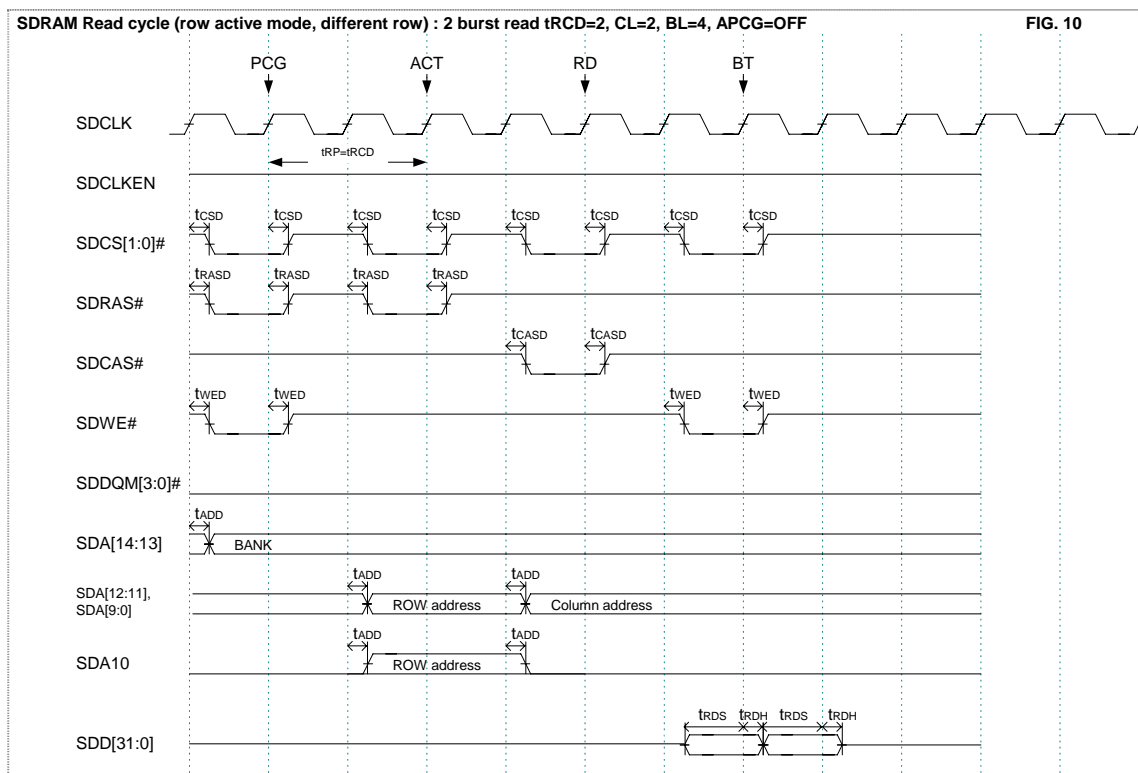 SDRAM Read cycle (row active mode, different row) : 2 burst read tRCD=2, CL=2, BL=4, APCG=OFF FIG. 10
PCG ACT RD BT
SDCLK
tRP=tRCD
SDCLKEN
tCSD tCSD tCSD tCSD tCSD tCSD tCSD tCSD
SDCS[1:0]#
tRASD tRASD tRASD tRASD
SDRAS#
tCASD tCASD
SDCAS#
tWED tWED tWED tWED
SDWE#
SDDQM[3:0]#
tADD
SDA[14:13] BANK
tADD tADD
SDA[12:11],
SDA[9:0] ROW address Column address
tADD tADD
SDA10 ROW address
tRDS tRDH tRDS tRDH
SDD[31:0]